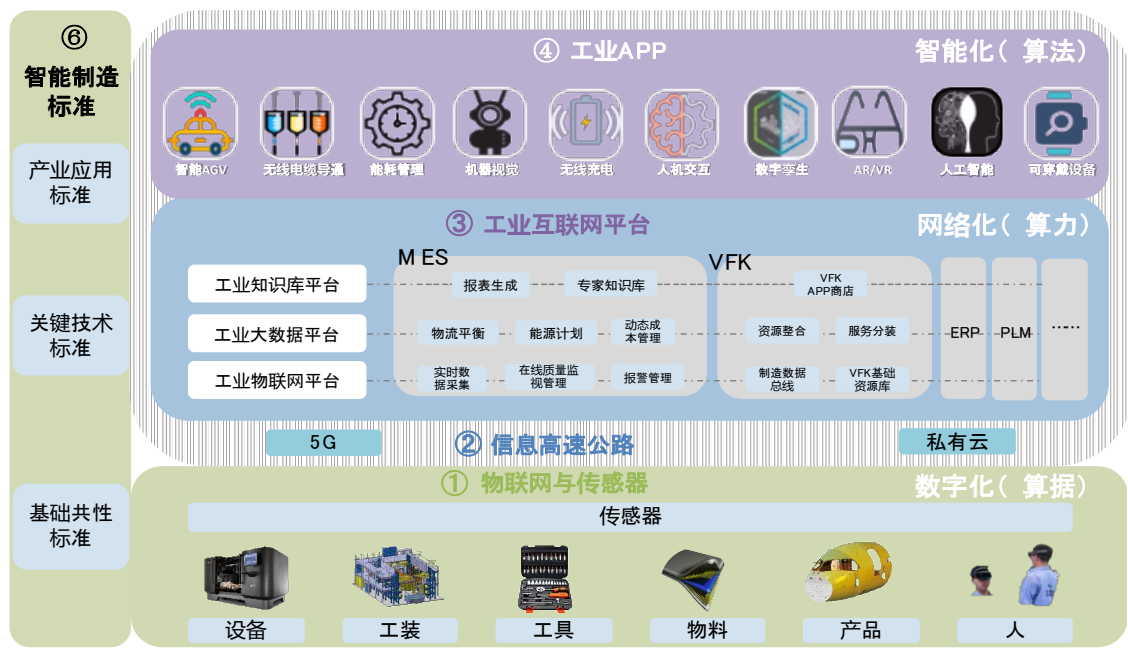 ⑥
智能制造
标准
产业应用
标准
关键技术
标准
基础共性
标准
④ 工业APP
智能化（ 算法）
智能AGV
无线电缆导通
能耗管理
机器视觉
无线充电
人机交互
数字孪生
AR/VR
人工智能
可穿戴设备
③ 工业互联网平台
网络化（ 算力）
工业知识库平台
工业大数据平台
工业物联网平台
M ES
报表生成
专家知识库
物流平衡
能源计划
动态成
本管理
实时数
据采集
在线质量监
视管理
报警管理
VFK
VFK
APP商店
资源整合
服务分装
制造数据
总线
VFK基础
资源库
ERP
PLM
……
5G
② 信息高速公路
私有云
① 物联网与传感器
数字化（ 算据）
传感器
设备
工装
工具
物料
产品
人